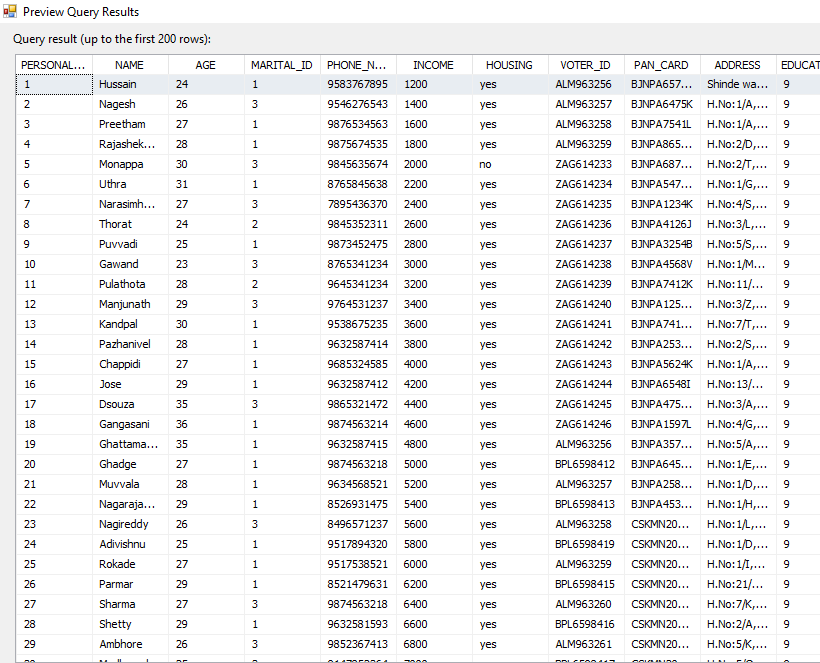 Preview Query Results
Query result (up to the first 200 rows):
PERSONAL... NAME AGE MARITAL_ID PHONE_N... INCOME HOUSING VOTER_ID PAN_CARD ADDRESS EDUCAT
1 Hussain 24 1 9583767895 1200 yes ALM963256 BJNPA657... Shinde wa... 9
2 Nagesh 26 3 9546276543 1400 yes ALM963257 BJNPA6475K H.No:1/A,... 9
3 Preetham 27 1 9876534563 1600 yes ALM963258 BJNPA7541L H.No:1/A,... 9
4 Rajashek... 28 1 9875674535 1800 yes ALM963259 BJNPA865... H.No:2/D,... 9
5 Monappa 30 3 9845635674 2000 no ZAG614233 BJNPA687... H.No:2/T,... 9
6 Uthra 31 1 8765845638 2200 yes ZAG614234 BJNPA547... H.No:1/G,... 9
7 Narasimh... 27 3 7895436370 2400 yes ZAG614235 BJNPA1234K H.No:4/S,... 9
8 Thorat 24 2 9845352311 2600 yes ZAG614236 BJNPA4126J H.No:3/L,... 9
9 Puvvadi 25 1 9873452475 2800 yes ZAG614237 BJNPA3254B H.No:5/S,... 9
10 Gawand 23 3 8765341234 3000 yes ZAG614238 BJNPA4568V H.No:1/M... 9
11 Pulathota 28 2 9645341234 3200 yes ZAG614239 BJNPA7412K H.No:11/... 9
12 Manjunath 29 3 9764531237 3400 yes ZAG614240 BJNPA125... H.No:3/Z,... 9
13 Kandpal 30 1 9538675235 3600 yes ZAG614241 BJNPA741... H.No:7/T,... 9
14 Pazhanivel 28 1 9632587414 3800 yes ZAG614242 BJNPA253... H.No:2/S,... 9
15 Chappidi 27 1 9685324585 4000 yes ZAG614243 BJNPA5624K H.No:1/A,... 9
16 Jose 29 1 9632587412 4200 yes ZAG614244 BJNPA6548I H.No:13/... 9
17 Dsouza 35 3 9865321472 4400 yes ZAG614245 BJNPA475... H.No:3/A,... 9
18 Gangasani 36 1 9874563214 4600 yes ZAG614246 BJNPA1597L H.No:4/G,... 9
19 Ghattama... 35 1 9632587415 4800 yes ALM963256 BJNPA357... H.No:5/A,... 9
20 Ghadge 27 1 9874563218 5000 yes BPL6598412 BJNPA645... H.No:1/E,... 9
21 Muvvala 28 1 9634568521 5200 yes ALM963257 BJNPA258... H.No:1/D,... 9
22 Nagaraja... 29 1 8526931475 5400 yes BPL6598413 BJNPA453... H.No:1/H,... 9
23 Nagireddy 26 3 8496571237 5600 yes ALM963258 CSKMN20... H.No:1/L,... 9
24 Adivishnu 25 1 9517894320 5800 yes BPL6598419 CSKMN20... H.No:1/D,... 9
25 Rokade 27 1 9517538521 6000 yes ALM963259 CSKMN20... H.No:1/I,... 9
26 Parmar 29 1 8521479631 6200 yes BPL6598415 CSKMN20... H.No:21/... 9
27 Sharma 27 3 9874563218 6400 yes ALM963260 CSKMN20... H.No:7/K,... 9
28 Shetty 29 1 9632581593 6600 yes BPL6598416 CSKMN20... H.No:2/A,... 9
29 Ambhore 26 3 9852367413 6800 yes ALM963261 CSKMN20... H.No:5/K,... 9